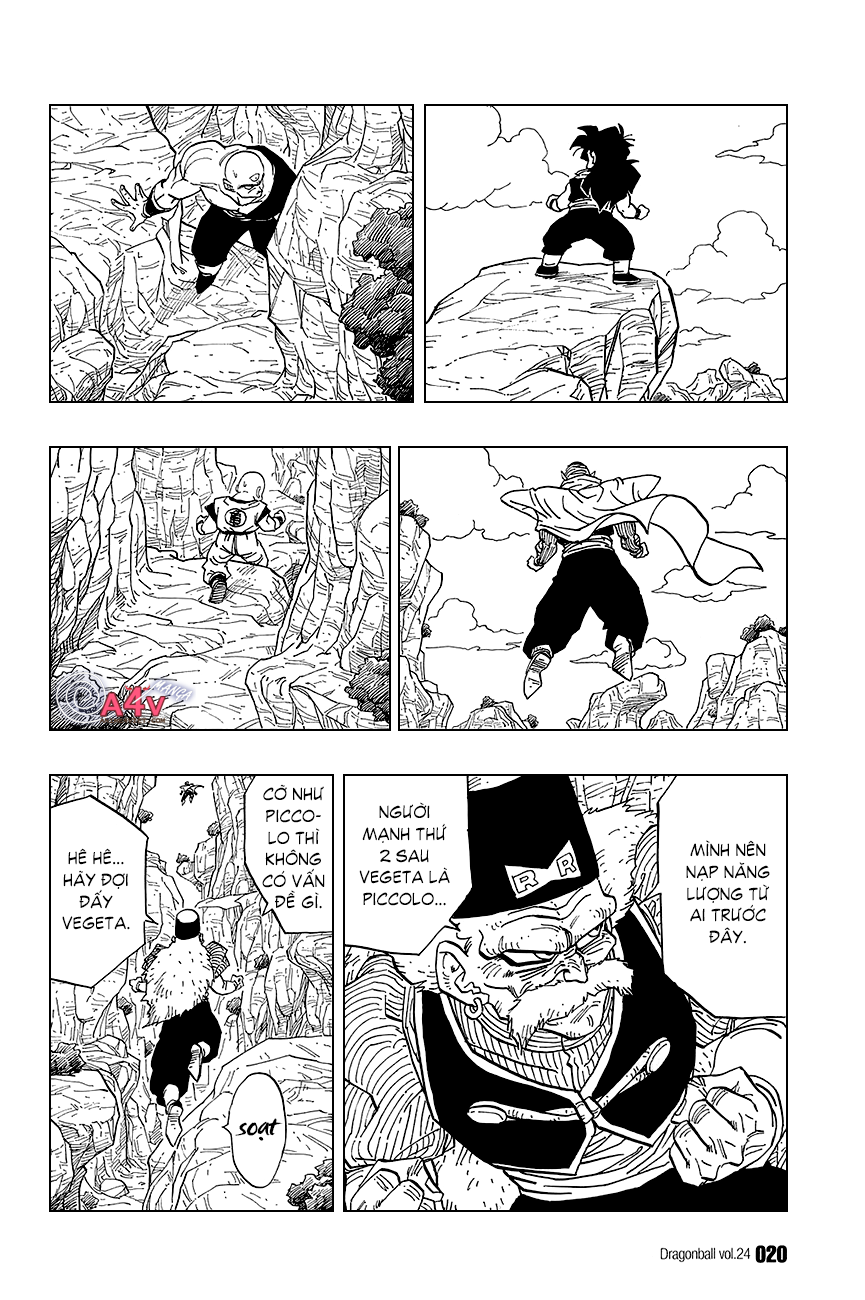 A4v
MÌNH NÊN
NẠP NĂNG
LƯỢNG TỪ
AI TRƯỚC
ĐÂY.
NGƯỜI
MẠNH THỨ
2 SAU
VEGETA LÀ
PICCOLO...
R R
CỠ NHƯ
PICCO-
LO THÌ
KHÔNG
CÓ VẤN
ĐỀ GÌ.
HÊ HÊ...
HÃY ĐỢI
ĐẤY
VEGETA.
soạt
Dragonball vol.24 020